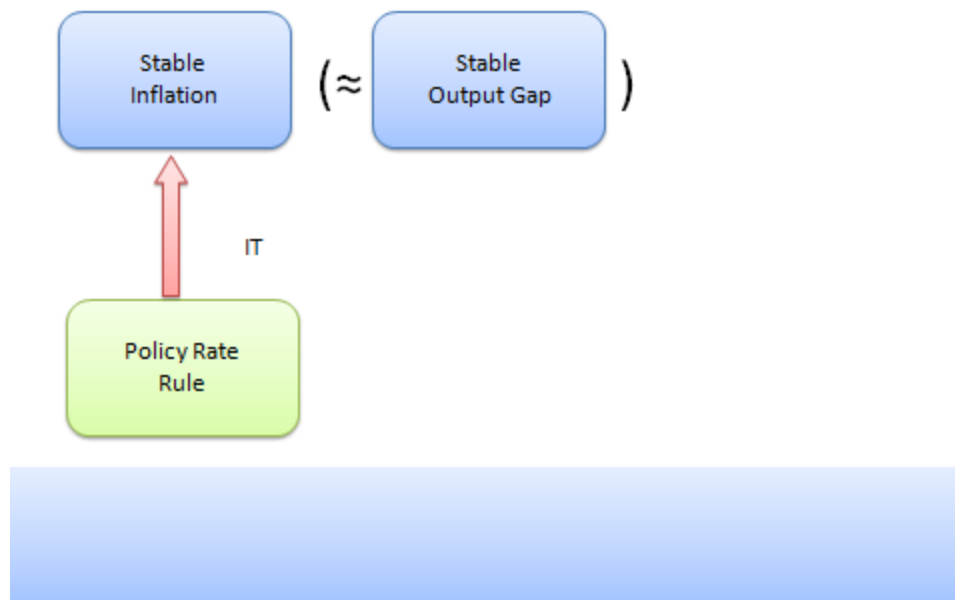 Stable
Inflation
(≈
Stable
Output Gap
)
IT
Policy Rate
Rule